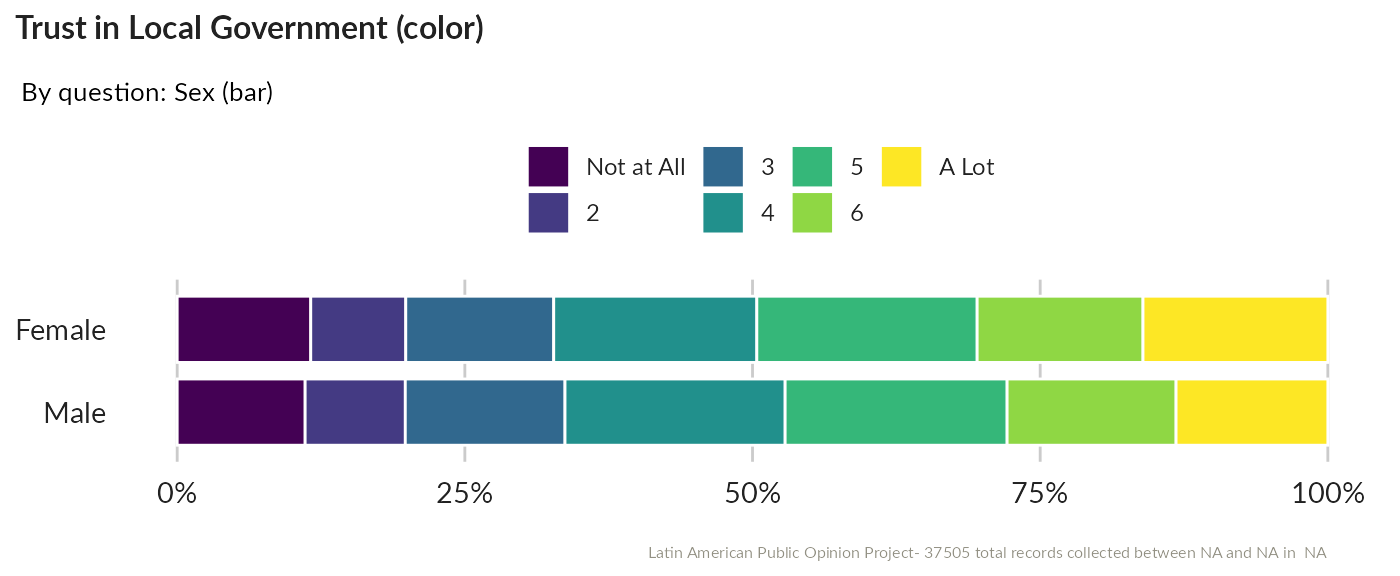 Trust in Local Government (color)
By question: Sex (bar)
Not at All 3 5 A Lot
2 4 6
Female
Male
0% 25% 50% 75% 100%
Latin American Public Opinion Project- 37505 total records collected between NA and NA in  NA